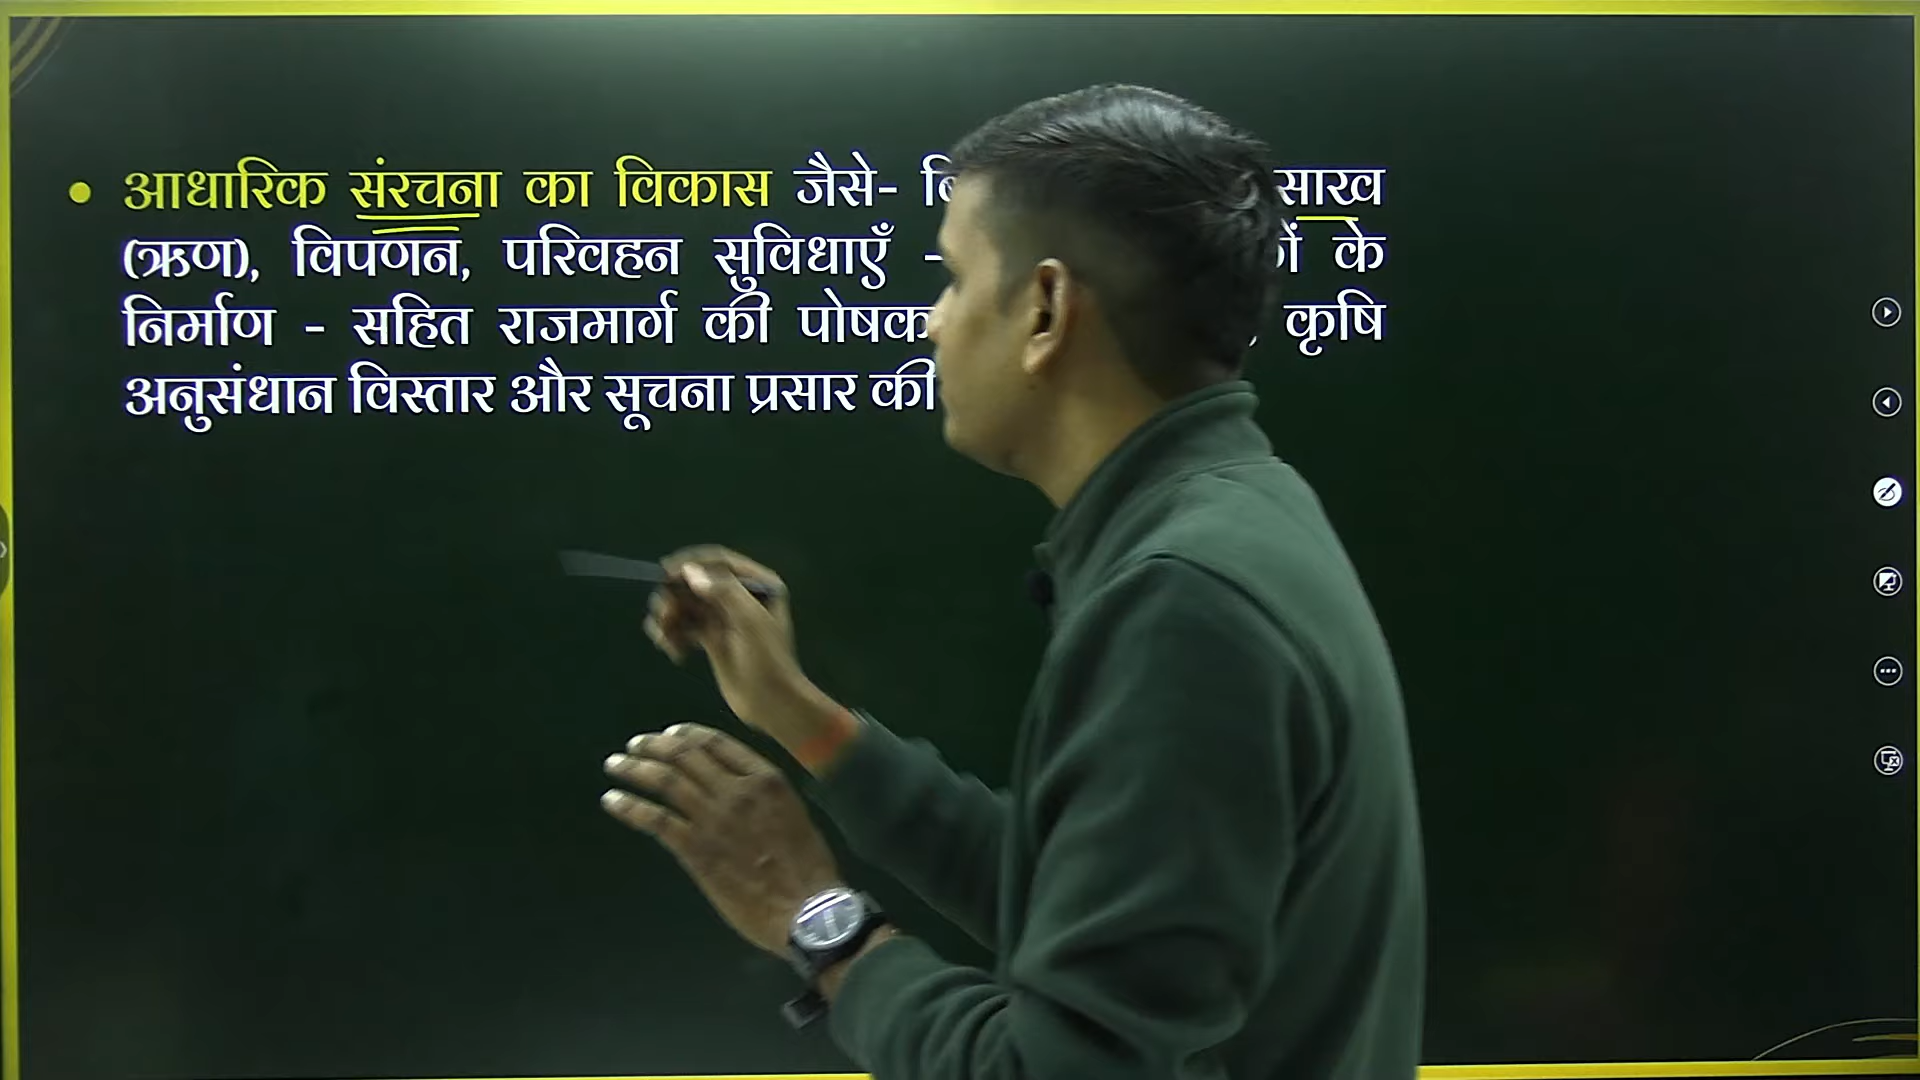 आधारिक संरचना का विकास जैसे- साख
(ऋण), विपणन, परिवहन सुविधाएँ - के
निर्माण - सहित राजमार्ग की पोषक , कृषि
अनुसंधान विस्तार और सूचना प्रसार की